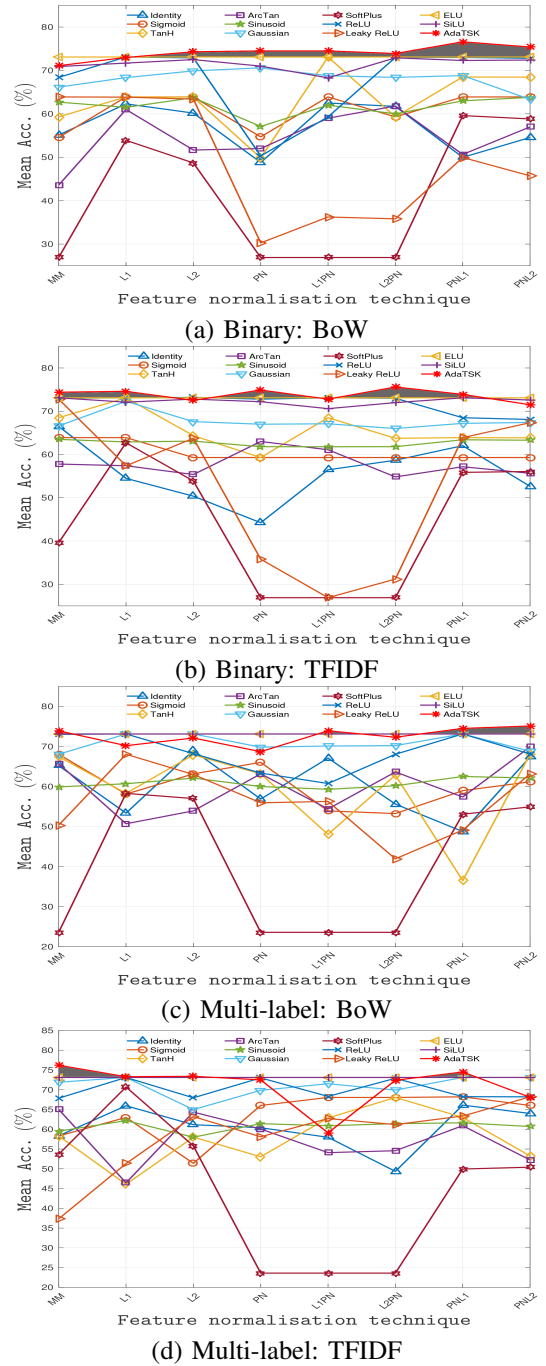 Mean Acc. (%)
80
70
60
50
40
30
Identity
Sigmoid
TanH
ArcTan
Sinusoid
Gaussian
SoftPlus
ReLU
Leaky ReLU
ELU
SiLU
AdaTSK
MM
L1
L2
PN
L1PN
L2PN
PNL1
PNL2
Feature normalisation technique
(a) Binary: BoW
Mean Acc. (%)
80
70
60
50
40
30
Identity
Sigmoid
TanH
ArcTan
Sinusoid
Gaussian
SoftPlus
ReLU
Leaky ReLU
ELU
SiLU
AdaTSK
MM
L1
L2
PN
L1PN
L2PN
PNL1
PNL2
Feature normalisation technique
(b) Binary: TFIDF
Mean Acc. (%)
80
70
60
50
40
30
20
Identity
Sigmoid
TanH
ArcTan
Sinusoid
Gaussian
SoftPlus
ReLU
Leaky ReLU
ELU
SiLU
AdaTSK
MM
L1
L2
PN
L1PN
L2PN
PNL1
PNL2
Feature normalisation technique
(c) Multi-label: BoW
Mean Acc. (%)
85
80
75
70
65
60
55
50
45
40
35
30
25
20
Identity
Sigmoid
TanH
ArcTan
Sinusoid
Gaussian
SoftPlus
ReLU
Leaky ReLU
ELU
SiLU
AdaTSK
MM
L1
L2
PN
L1PN
L2PN
PNL1
PNL2
Feature normalisation technique
(d) Multi-label: TFIDF